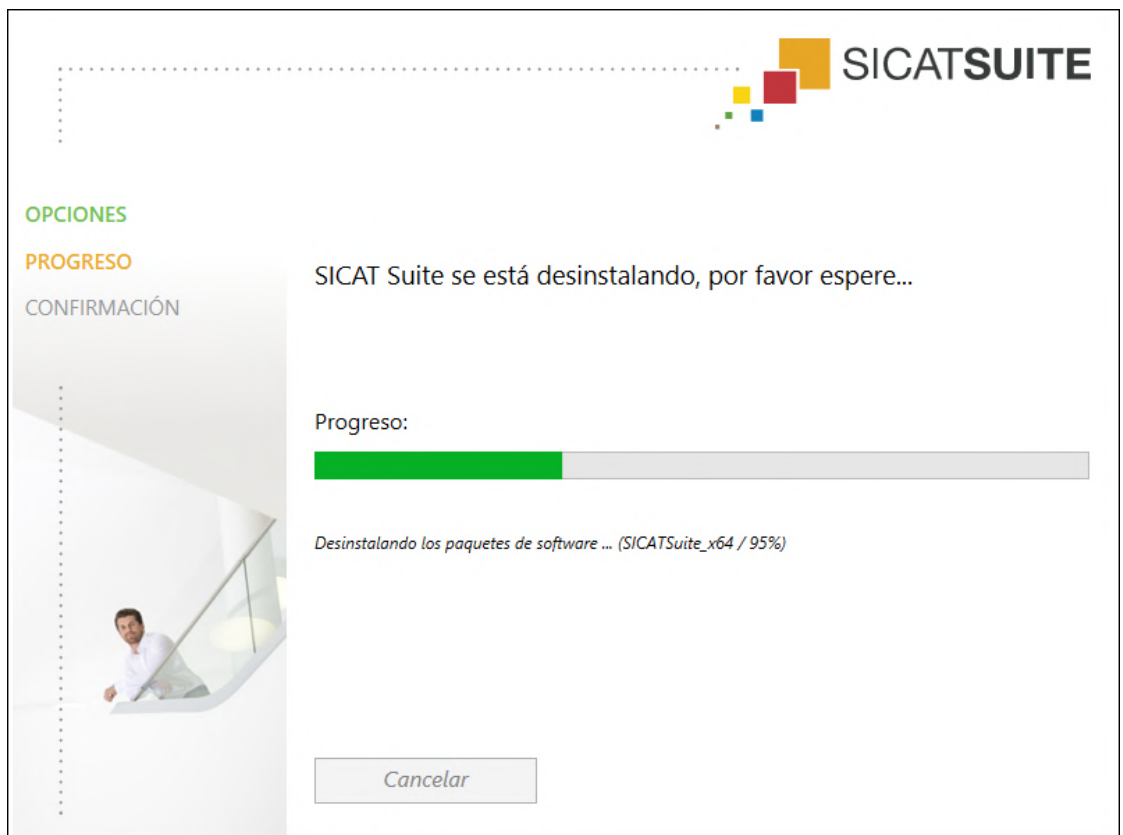 SICATSUITE
OPCIONES
PROGRESO
CONFIRMACIÓN
SICAT Suite se está desinstalando, por favor espere...
Progreso:
Desinstalando los paquetes de software ... (SICATSuite_x64 / 95%)
Cancelar